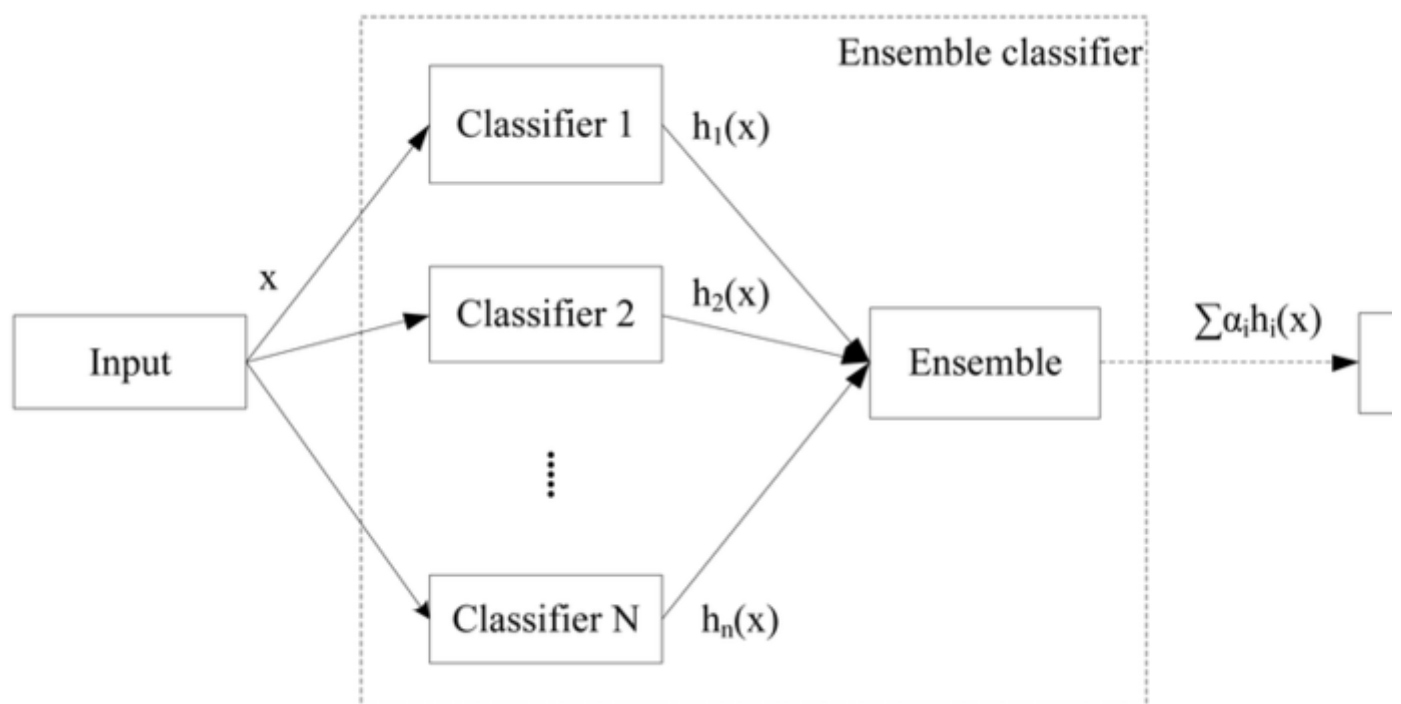 Ensemble classifier
Classifier 1
h₁(x)
x
Classifier 2
h₂(x)
Input
Ensemble
∑αᵢhᵢ(x)
Classifier N
hₙ(x)